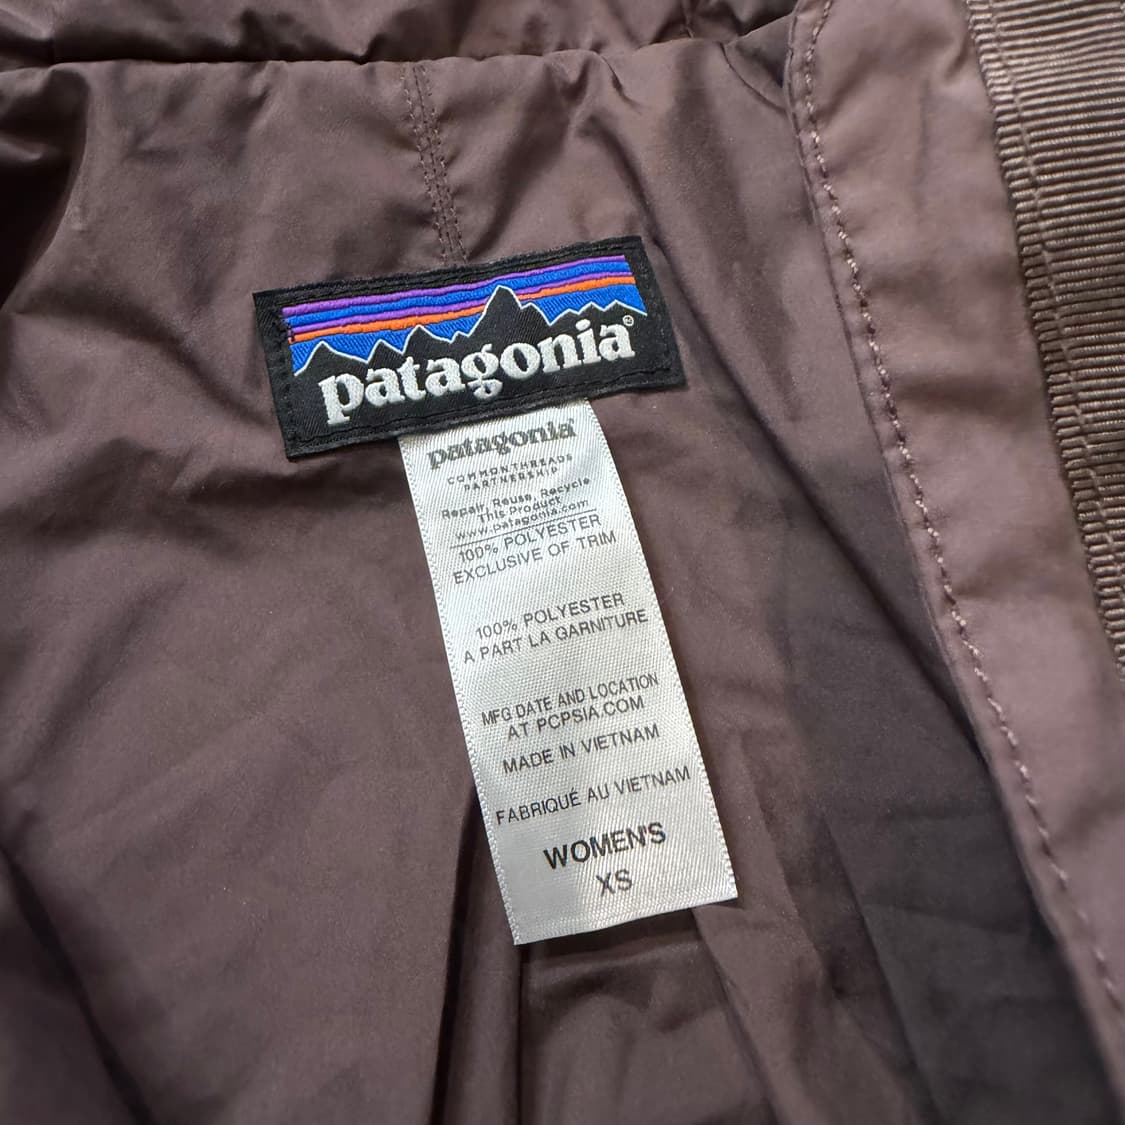 patagonia®
patagonia®
COMMON THREADS
PARTNERSHIP
Repair, Reuse, Recycle
This Product
www.patagonia.com
100% POLYESTER
EXCLUSIVE OF TRIM
100% POLYESTER
A PART LA GARNITURE
MFG DATE AND LOCATION
AT PCPSIA.COM
MADE IN VIETNAM
FABRIQUÉ AU VIETNAM
WOMEN'S
XS